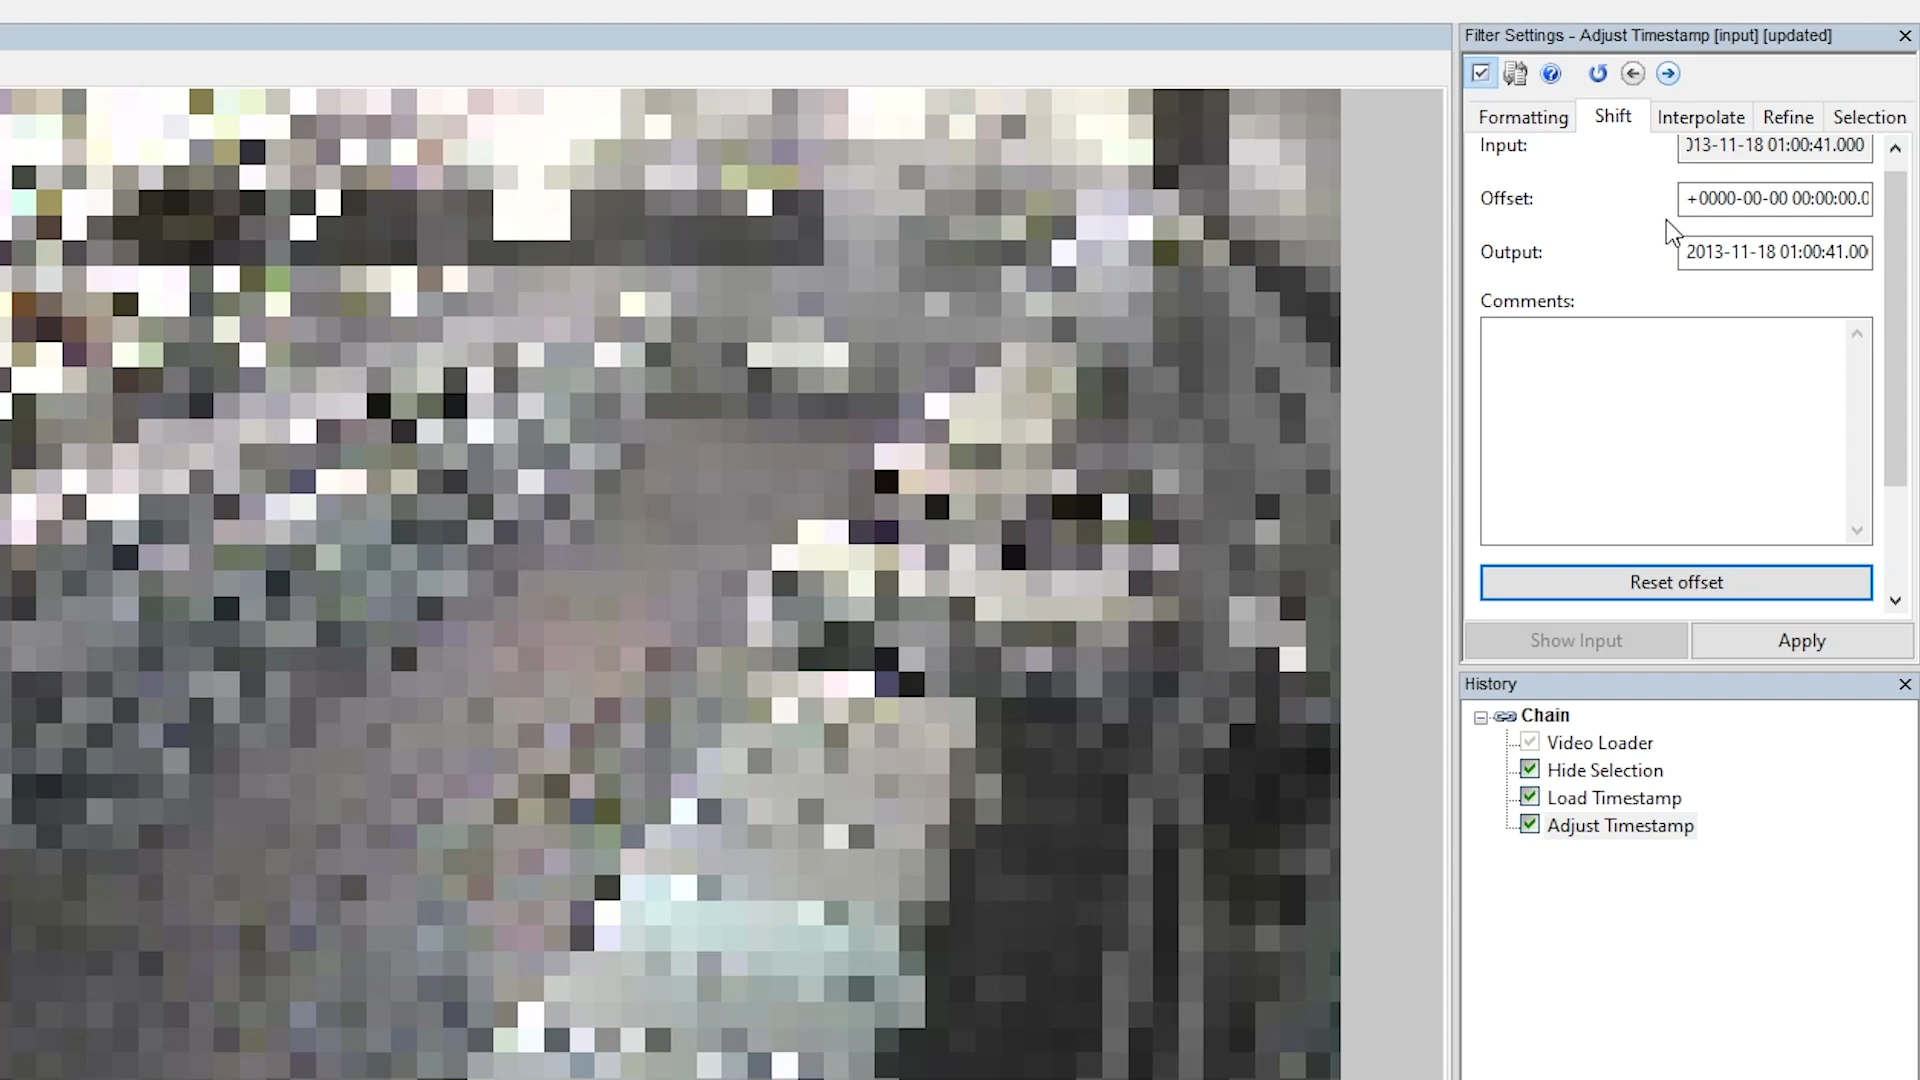 Filter Settings - Adjust Timestamp [input] [updated]
Formatting Shift Interpolate Refine Selection
Input: 013-11-18 01:00:41.000
Offset: +0000-00-00 00:00:00.0
Output: 2013-11-18 01:00:41.00
Comments:
Reset offset
Show Input Apply
History
Chain
Video Loader
Hide Selection
Load Timestamp
Adjust Timestamp